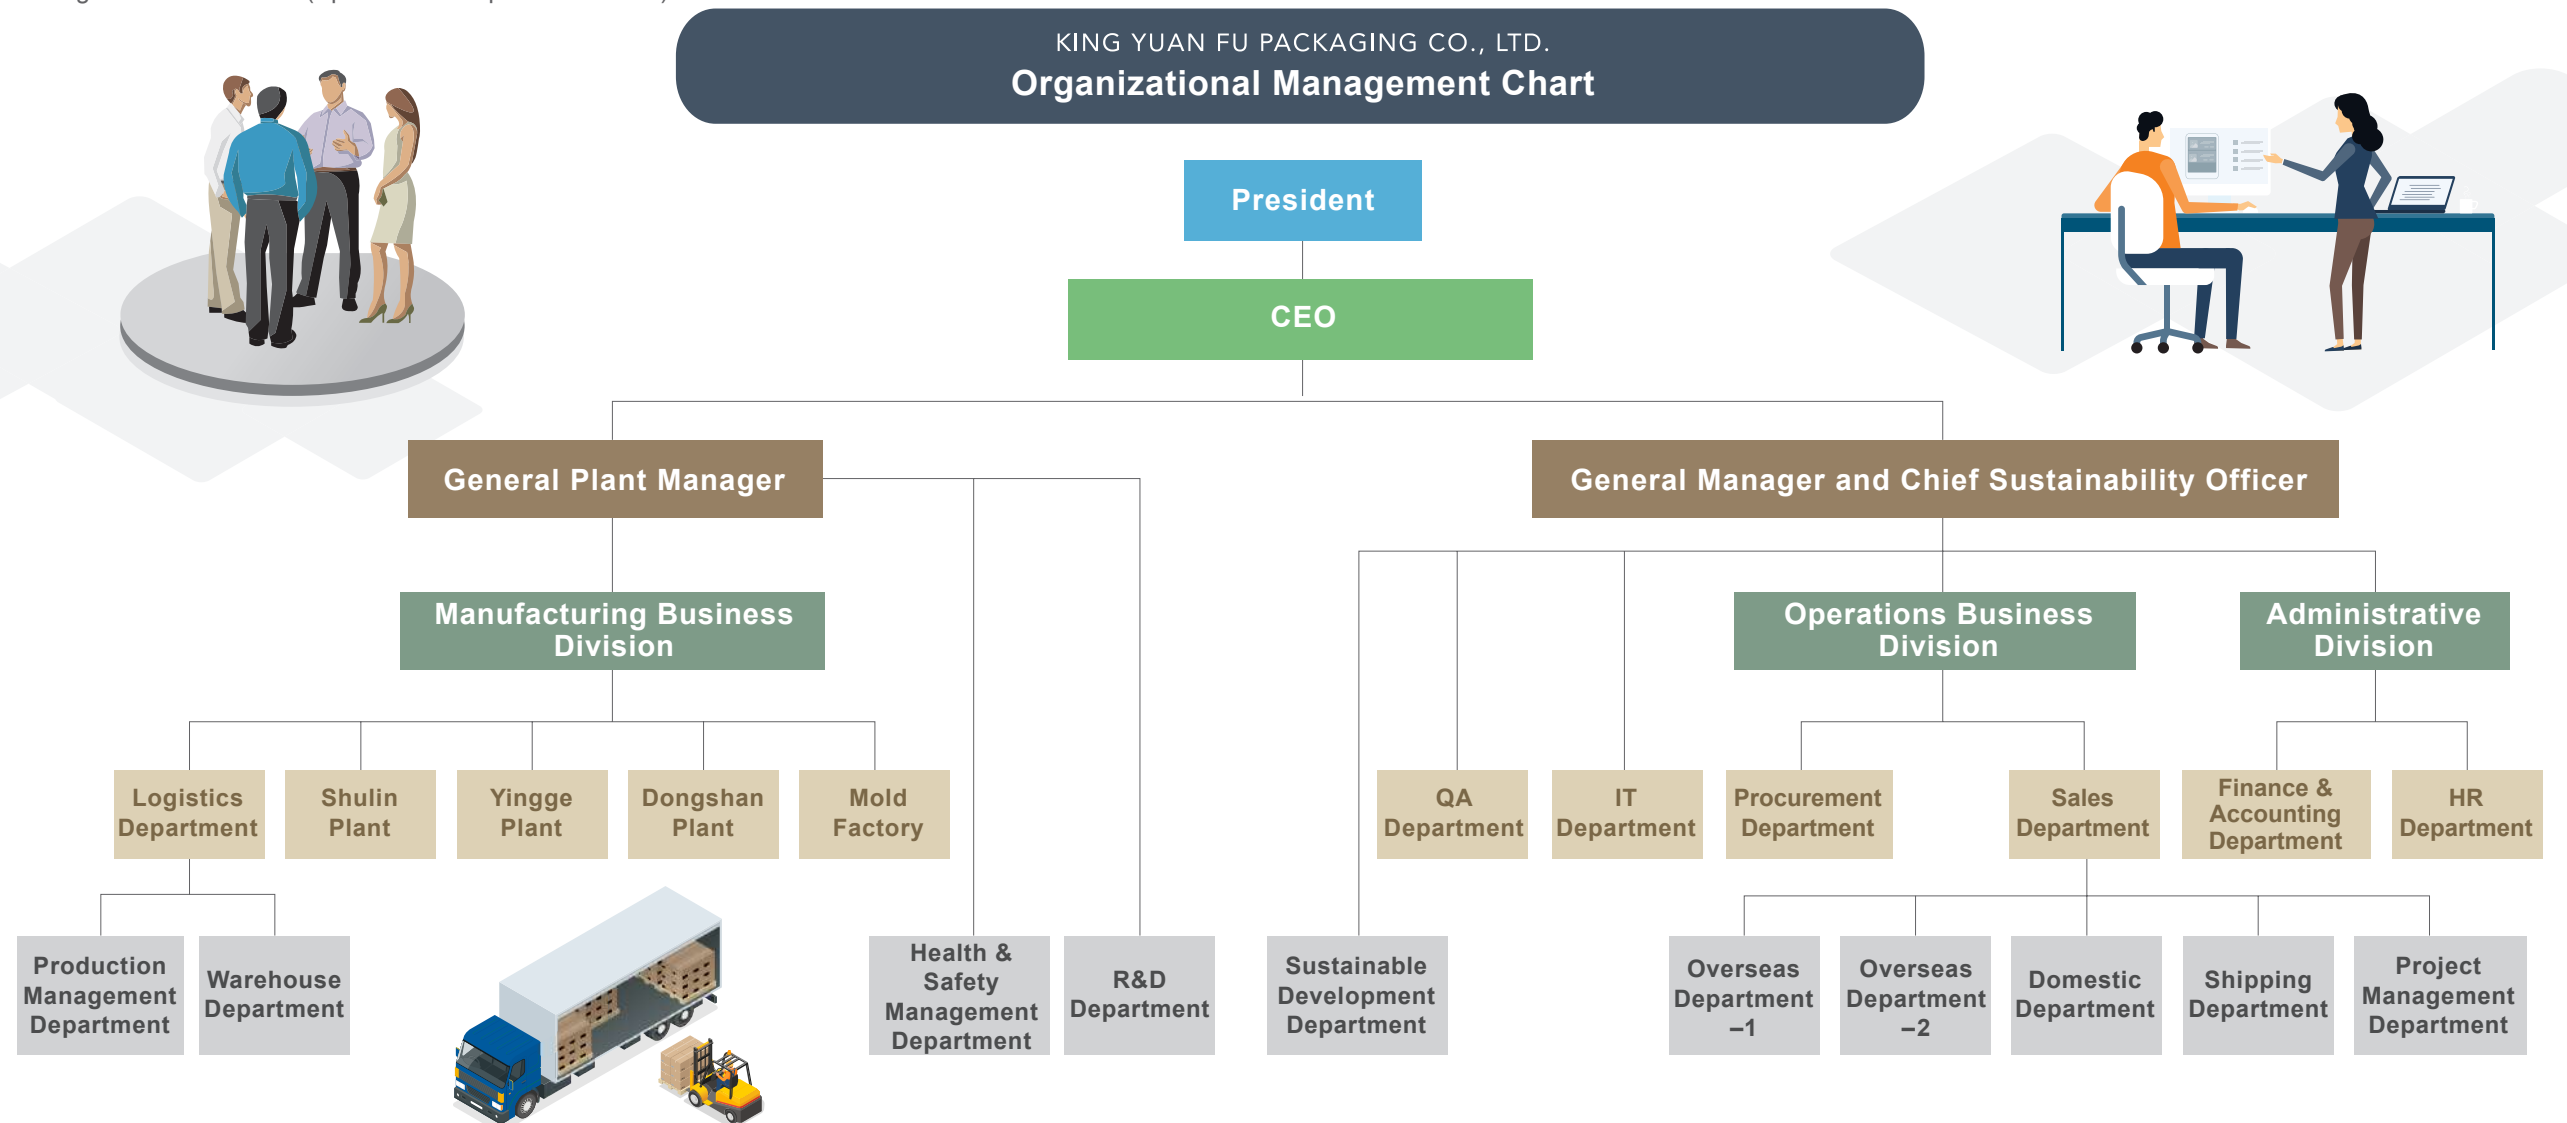 KING YUAN FU PACKAGING CO., LTD.
Organizational Management Chart
President
CEO
General Plant Manager
General Manager and Chief Sustainability Officer
Manufacturing Business
Division
Operations Business
Division
Administrative
Division
Logistics
Department
Shulin
Plant
Yingge
Plant
Dongshan
Plant
Mold
Factory
QA
Department
IT
Department
Procurement
Department
Sales
Department
Finance &
Accounting
Department
HR
Department
Production
Management
Department
Warehouse
Department
Health &
Safety
Management
Department
R&D
Department
Sustainable
Development
Department
Overseas
Department
–1
Overseas
Department
–2
Domestic
Department
Shipping
Department
Project
Management
Department